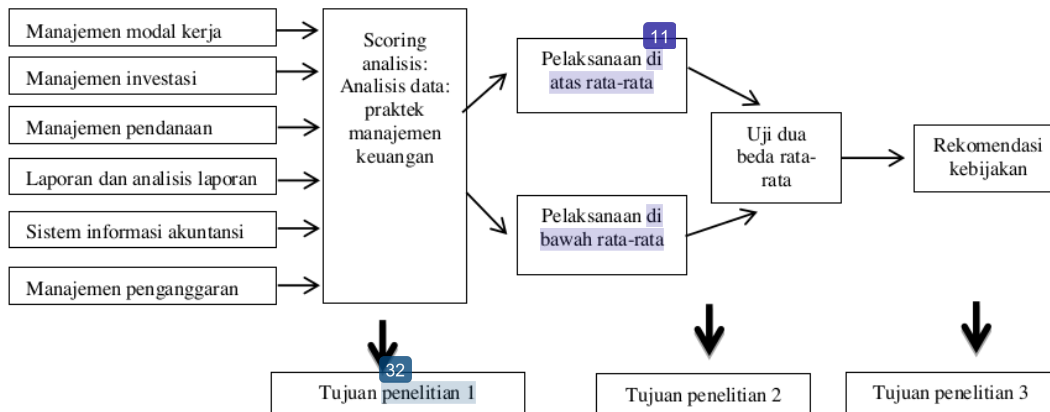 Manajemen modal kerja
Manajemen investasi
Manajemen pendanaan
Laporan dan analisis laporan
Sistem informasi akuntansi
Manajemen penganggaran
Scoring
analisis:
Analisis data:
praktek
manajemen
keuangan
11
Pelaksanaan di
atas rata-rata
Pelaksanaan di
bawah rata-rata
Uji dua
beda rata-
rata
Rekomendasi
kebijakan
32
Tujuan penelitian 1
Tujuan penelitian 2
Tujuan penelitian 3